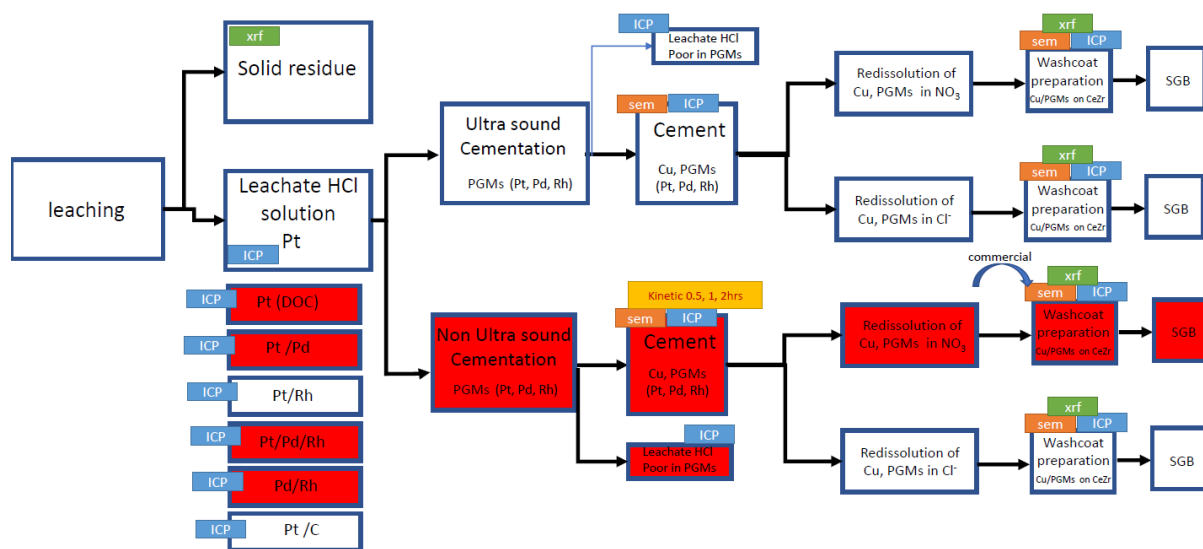 leaching
xrf
Solid residue
Leachate HCl
solution
Pt
ICP
ICP
Pt (DOC)
ICP
Pt /Pd
ICP
Pt/Rh
ICP
Pt/Pd/Rh
ICP
Pd/Rh
ICP
Pt /C
Ultra sound
Cementation
PGMs (Pt, Pd, Rh)
ICP
Leachate HCl
Poor in PGMs
sem
ICP
Cement
Cu, PGMs
(Pt, Pd, Rh)
Redissolution of
Cu, PGMs in NO₃
xrf
sem
ICP
Washcoat
preparation
Cu/PGMs on CeZr
SGB
Redissolution of
Cu, PGMs in Cl⁻
xrf
sem
ICP
Washcoat
preparation
Cu/PGMs on CeZr
SGB
Non Ultra sound
Cementation
PGMs (Pt, Pd, Rh)
Kinetic 0.5, 1, 2hrs
sem
ICP
Cement
Cu, PGMs
(Pt, Pd, Rh)
ICP
Leachate HCl
Poor in PGMs
Redissolution of
Cu, PGMs in NO₃
commercial
xrf
sem
ICP
Washcoat
preparation
Cu/PGMs on CeZr
SGB
Redissolution of
Cu, PGMs in Cl⁻
xrf
sem
ICP
Washcoat
preparation
Cu/PGMs on CeZr
SGB